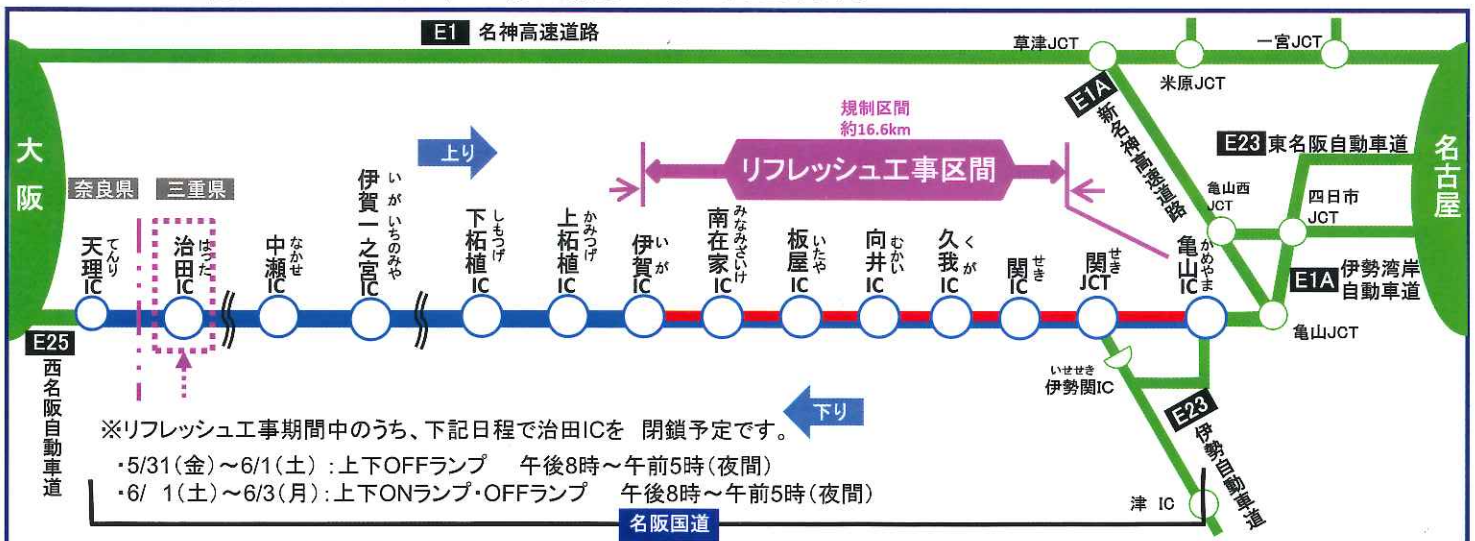 E1 名神高速道路
草津JCT
米原JCT
一宮JCT
規制区間
約16.6km
E1A 新名神高速道路
E23 東名阪自動車道
大阪
名古屋
上り
リフレッシュ工事区間
奈良県
三重県
亀山西
JCT
四日市
JCT
天理IC
てんり
治田IC
はった
中瀬IC
なかせ
伊賀一之宮IC
いがいちのみや
下柘植IC
しもつげ
上柘植IC
かみつげ
伊賀IC
いが
南在家IC
みなみざいけ
板屋IC
いたや
向井IC
むかい
久我IC
くが
関IC
せき
関JCT
せき
亀山IC
かめやま
E1A 伊勢湾岸
自動車道
亀山JCT
E25
西名阪自動車道
いせせき
伊勢関IC
E23
伊勢自動車道
下り
※リフレッシュ工事期間中のうち、下記日程で治田ICを 閉鎖予定です。
・5/31(金)~6/1(土):上下OFFランプ 午後8時~午前5時(夜間)
・6/ 1(土)~6/3(月):上下ONランプ・OFFランプ 午後8時~午前5時(夜間)
津 IC
名阪国道